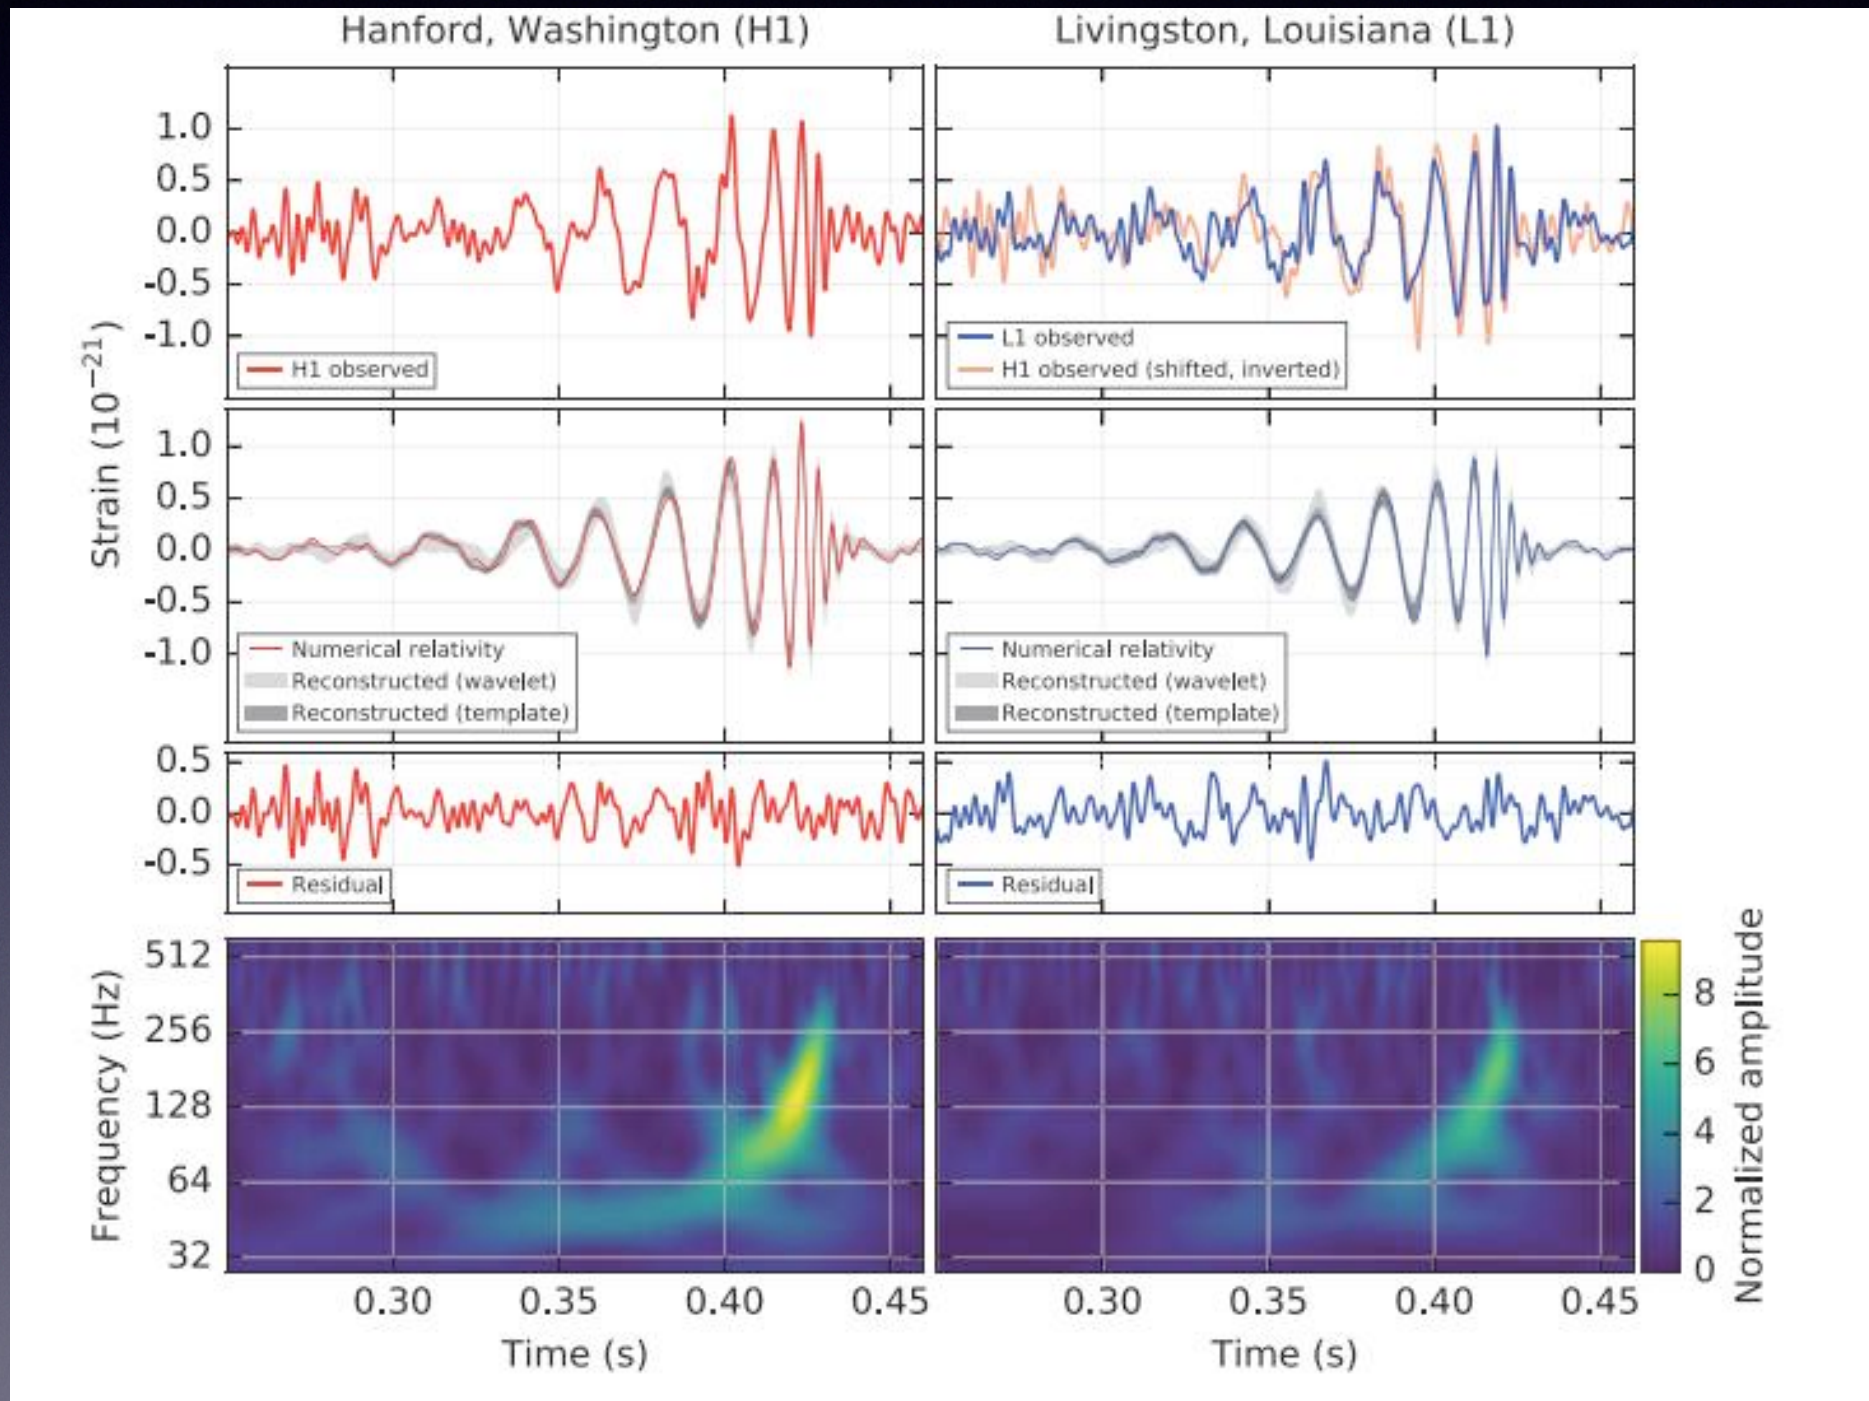 Hanford, Washington (H1)
Livingston, Louisiana (L1)
Strain (10⁻²¹)
1.0
0.5
0.0
-0.5
-1.0
H1 observed
L1 observed
H1 observed (shifted, inverted)
1.0
0.5
0.0
-0.5
-1.0
Numerical relativity
Reconstructed (wavelet)
Reconstructed (template)
Numerical relativity
Reconstructed (wavelet)
Reconstructed (template)
0.5
0.0
-0.5
Residual
Residual
Frequency (Hz)
512
256
128
64
32
Normalized amplitude
8
6
4
2
0
0.30 0.35 0.40 0.45
0.30 0.35 0.40 0.45
Time (s)
Time (s)